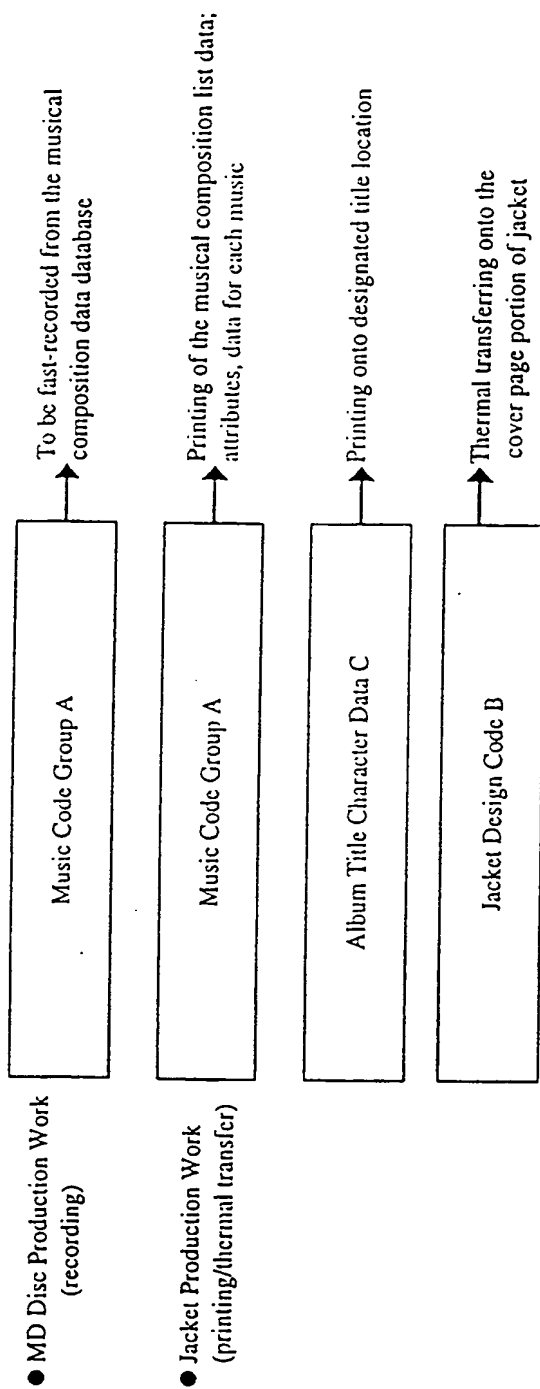 ● MD Disc Production Work
(recording)
Music Code Group A
To be fast-recorded from the musical
composition data database
● Jacket Production Work
(printing/thermal transfer)
Music Code Group A
Printing of the musical composition list data;
attributes, data for each music
Album Title Character Data C
Printing onto designated title location
Jacket Design Code B
Thermal transferring onto the
cover page portion of jacket